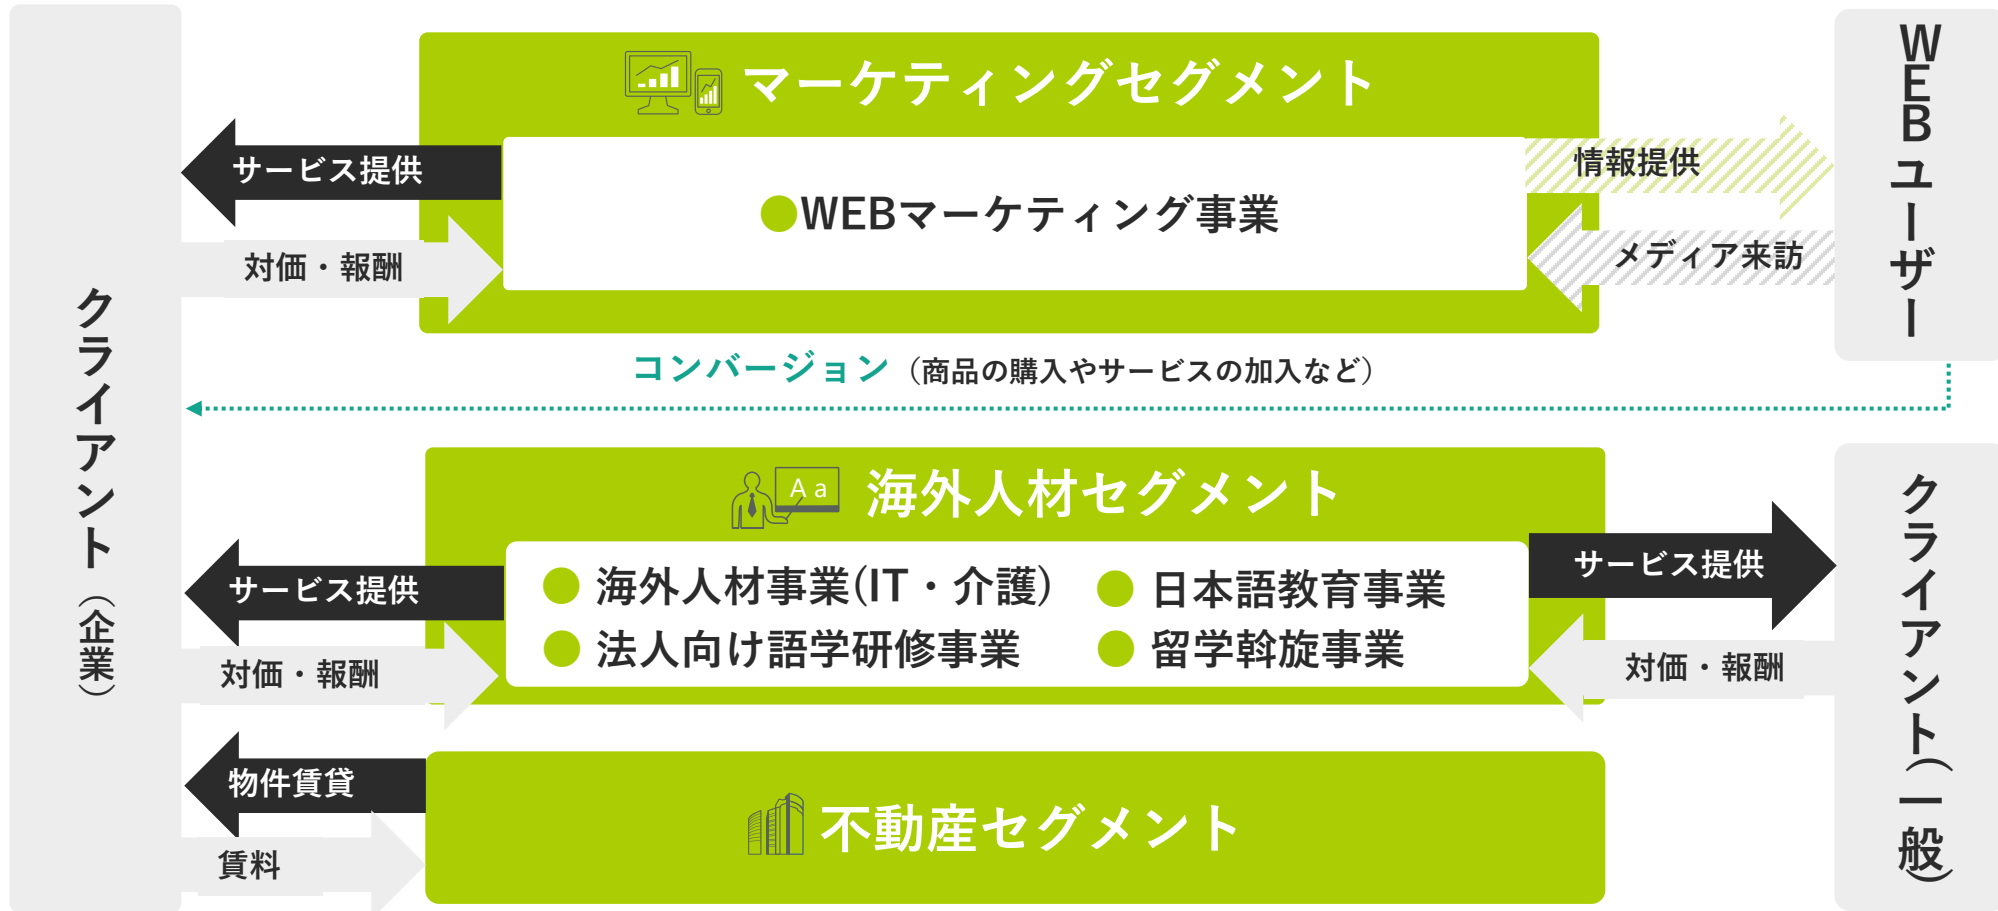 クライアント（企業）
マーケティングセグメント
サービス提供
対価・報酬
●WEBマーケティング事業
情報提供
メディア来訪
WEBユーザー
コンバージョン（商品の購入やサービスの加入など）
Aa
海外人材セグメント
サービス提供
対価・報酬
● 海外人材事業(IT・介護)
● 日本語教育事業
● 法人向け語学研修事業
● 留学斡旋事業
サービス提供
対価・報酬
クライアント（一般）
物件賃貸
賃料
不動産セグメント